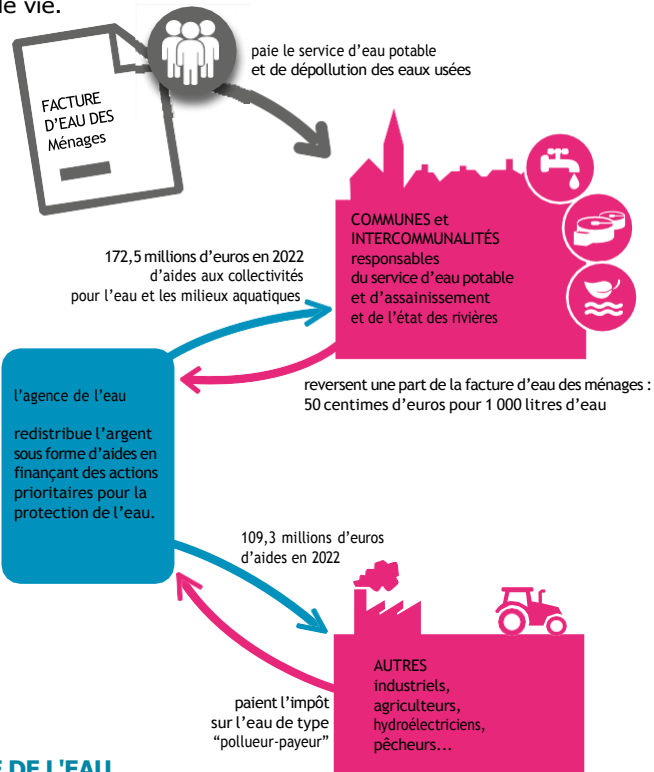 de vie.
paie le service d'eau potable
et de dépollution des eaux usées
FACTURE
D'EAU DES
Ménages
COMMUNES et
INTERCOMMUNALITÉS
responsables
du service d'eau potable
et d'assainissement
et de l'état des rivières
172,5 millions d'euros en 2022
d'aides aux collectivités
pour l'eau et les milieux aquatiques
reversent une part de la facture d'eau des ménages :
50 centimes d'euros pour 1 000 litres d'eau
l'agence de l'eau
redistribue l'argent
sous forme d'aides en
finançant des actions
prioritaires pour la
protection de l'eau.
109,3 millions d'euros
d'aides en 2022
AUTRES
industriels,
agriculteurs,
hydroélectriciens,
pêcheurs...
paient l'impôt
sur l'eau de type
“pollueur-payeur”
DE L'EAU